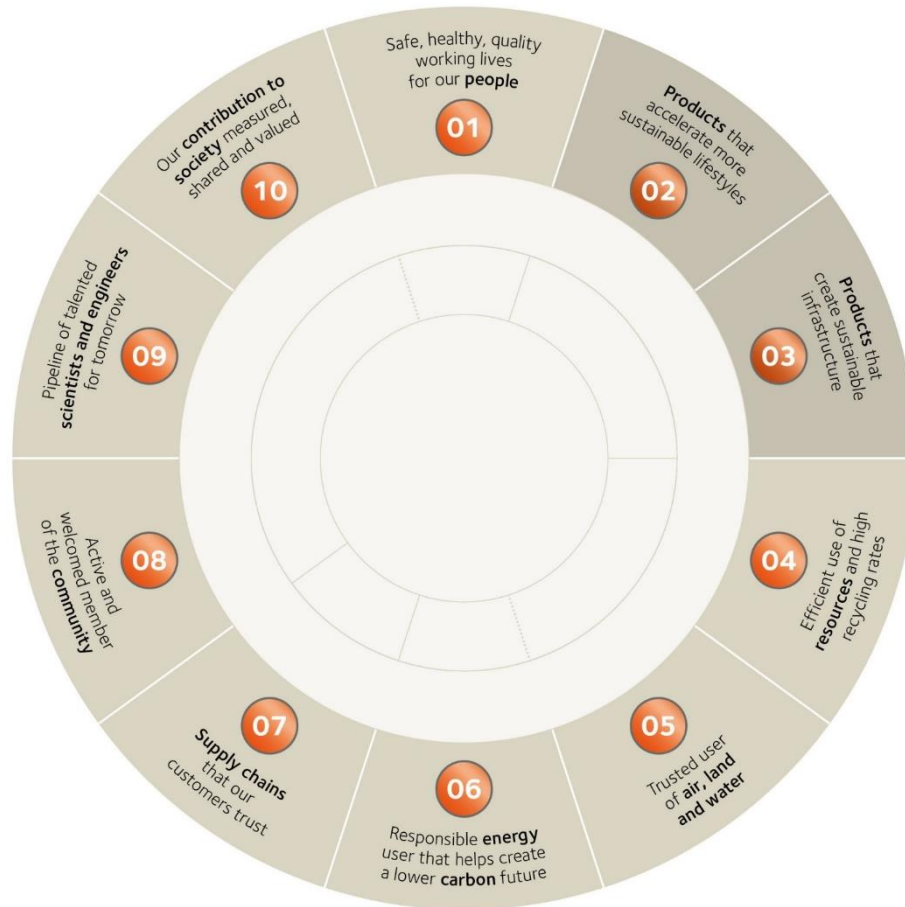 Safe, healthy, quality
working lives
for our people
01
Products that
accelerate more
sustainable lifestyles
02
Products that
create sustainable
infrastructure
03
Efficient use of
resources and high
recycling rates
04
Trusted user
of air, land
and water
05
Responsible energy
user that helps create
a lower carbon future
06
Supply chains
that our
customers trust
07
Active and
welcomed member
of the community
08
Pipeline of talented
scientists and engineers
for tomorrow
09
Our contribution to
society measured,
shared and valued
10